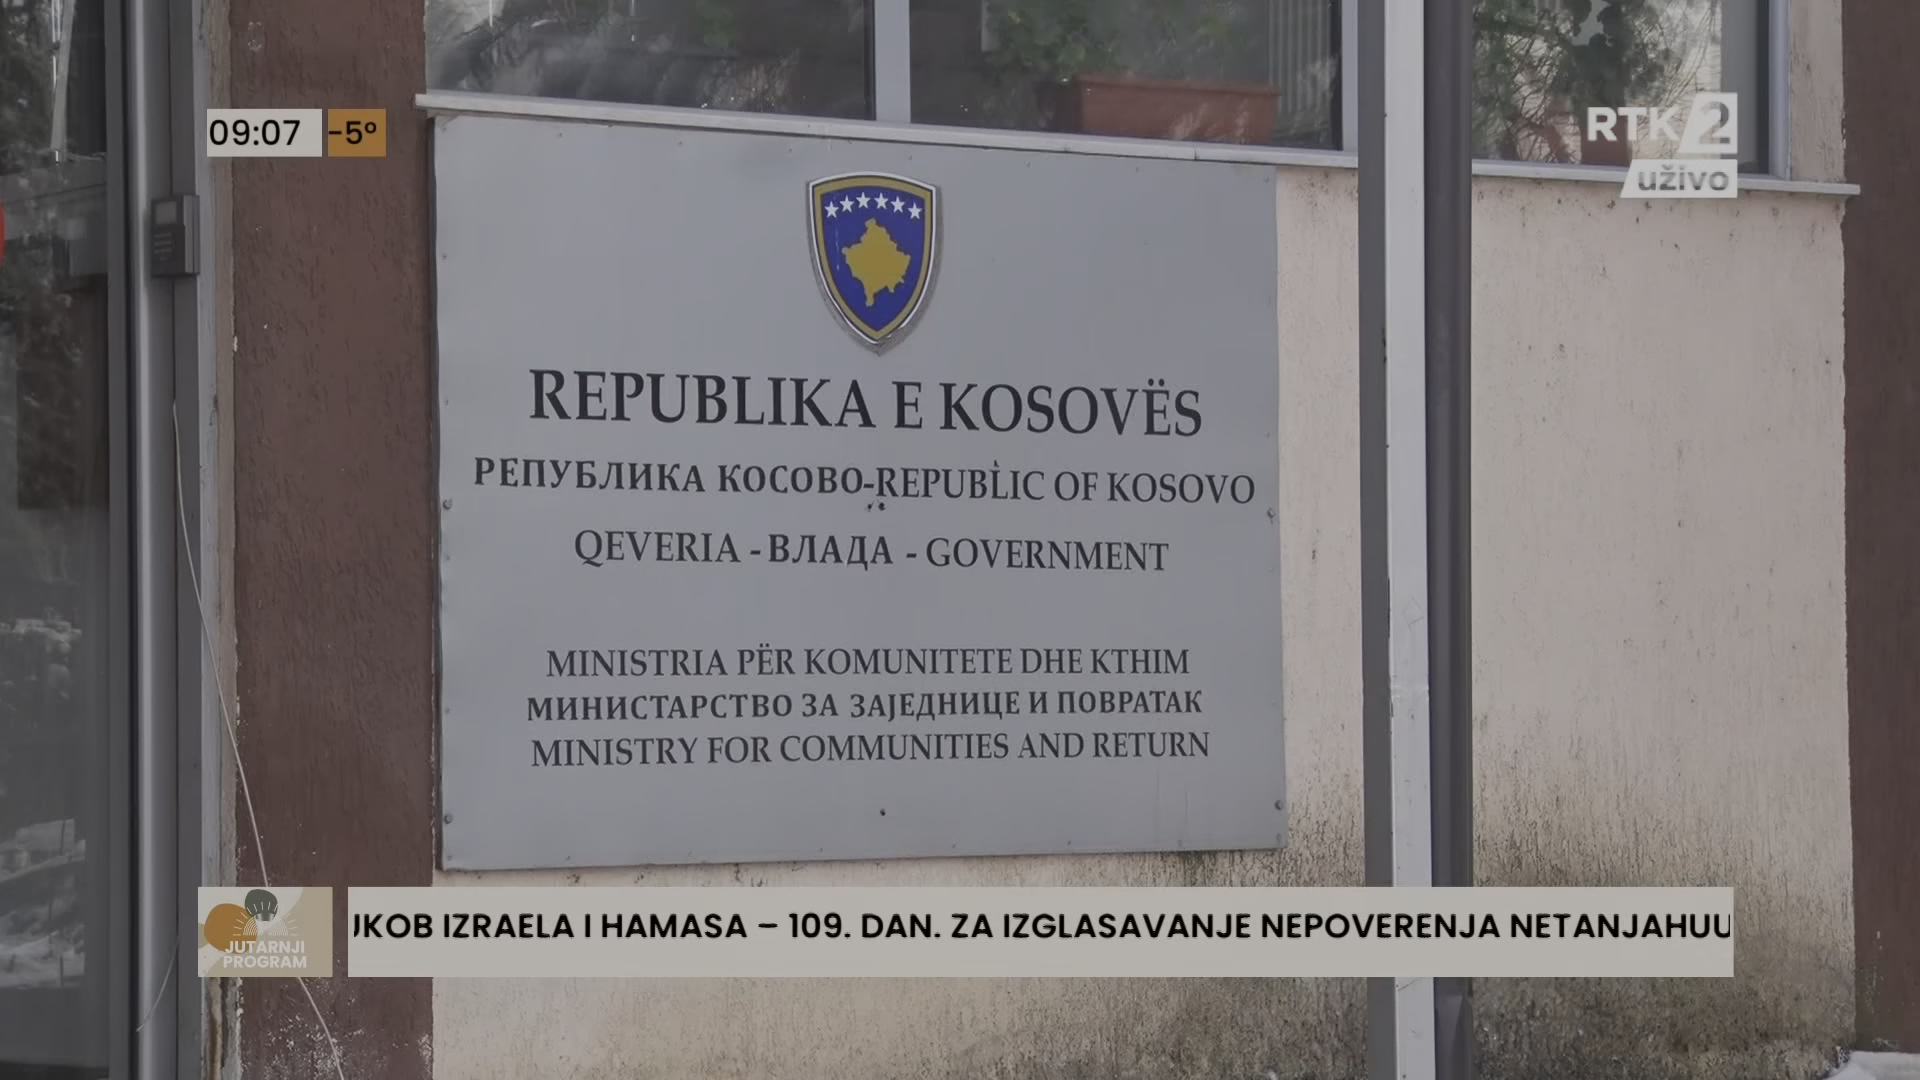 09:07 -5°
RTK 2
uživo
REPUBLIKA E KOSOVËS
РЕПУБЛИКА КОСОВО-REPUBLIC OF KOSOVO
QEVERIA - ВЛАДА - GOVERNMENT
MINISTRIA PËR KOMUNITETE DHE KTHIM
МИНИСТАРСТВО ЗА ЗАЈЕДНИЦЕ И ПОВРАТАК
MINISTRY FOR COMMUNITIES AND RETURN
JUTARNJI
PROGRAM
IZRAELA I HAMASA – 109. DAN. ZA IZGLASAVANJE NEPOVERENJA NETANJAHUU